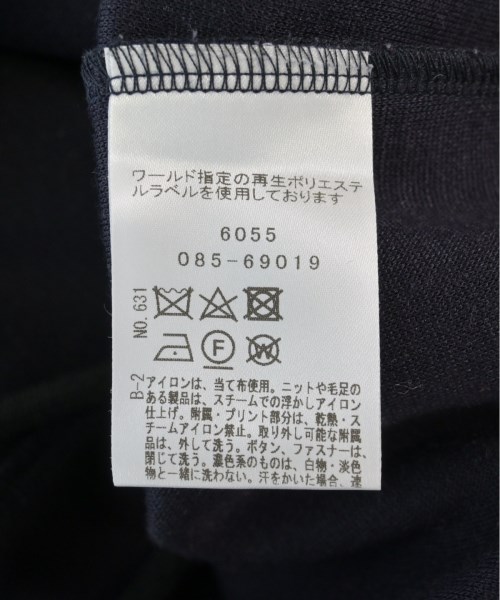 ワールド指定の再生ポリエステ
ルラベルを使用しております
6055
085-69019
NO.631
F
W
B-2
アイロンは、当て布使用。ニットや毛足の
ある製品は、スチームでの浮かしアイロン
仕上げ。附属・プリント部分は、乾熱・ス
チームアイロン禁止。取り外し可能な附属
品は、外して洗う。ボタン、ファスナーは、
閉じて洗う。濃色系のものは、白物・淡色
物と一緒に洗わない。汗をかいた場合、速